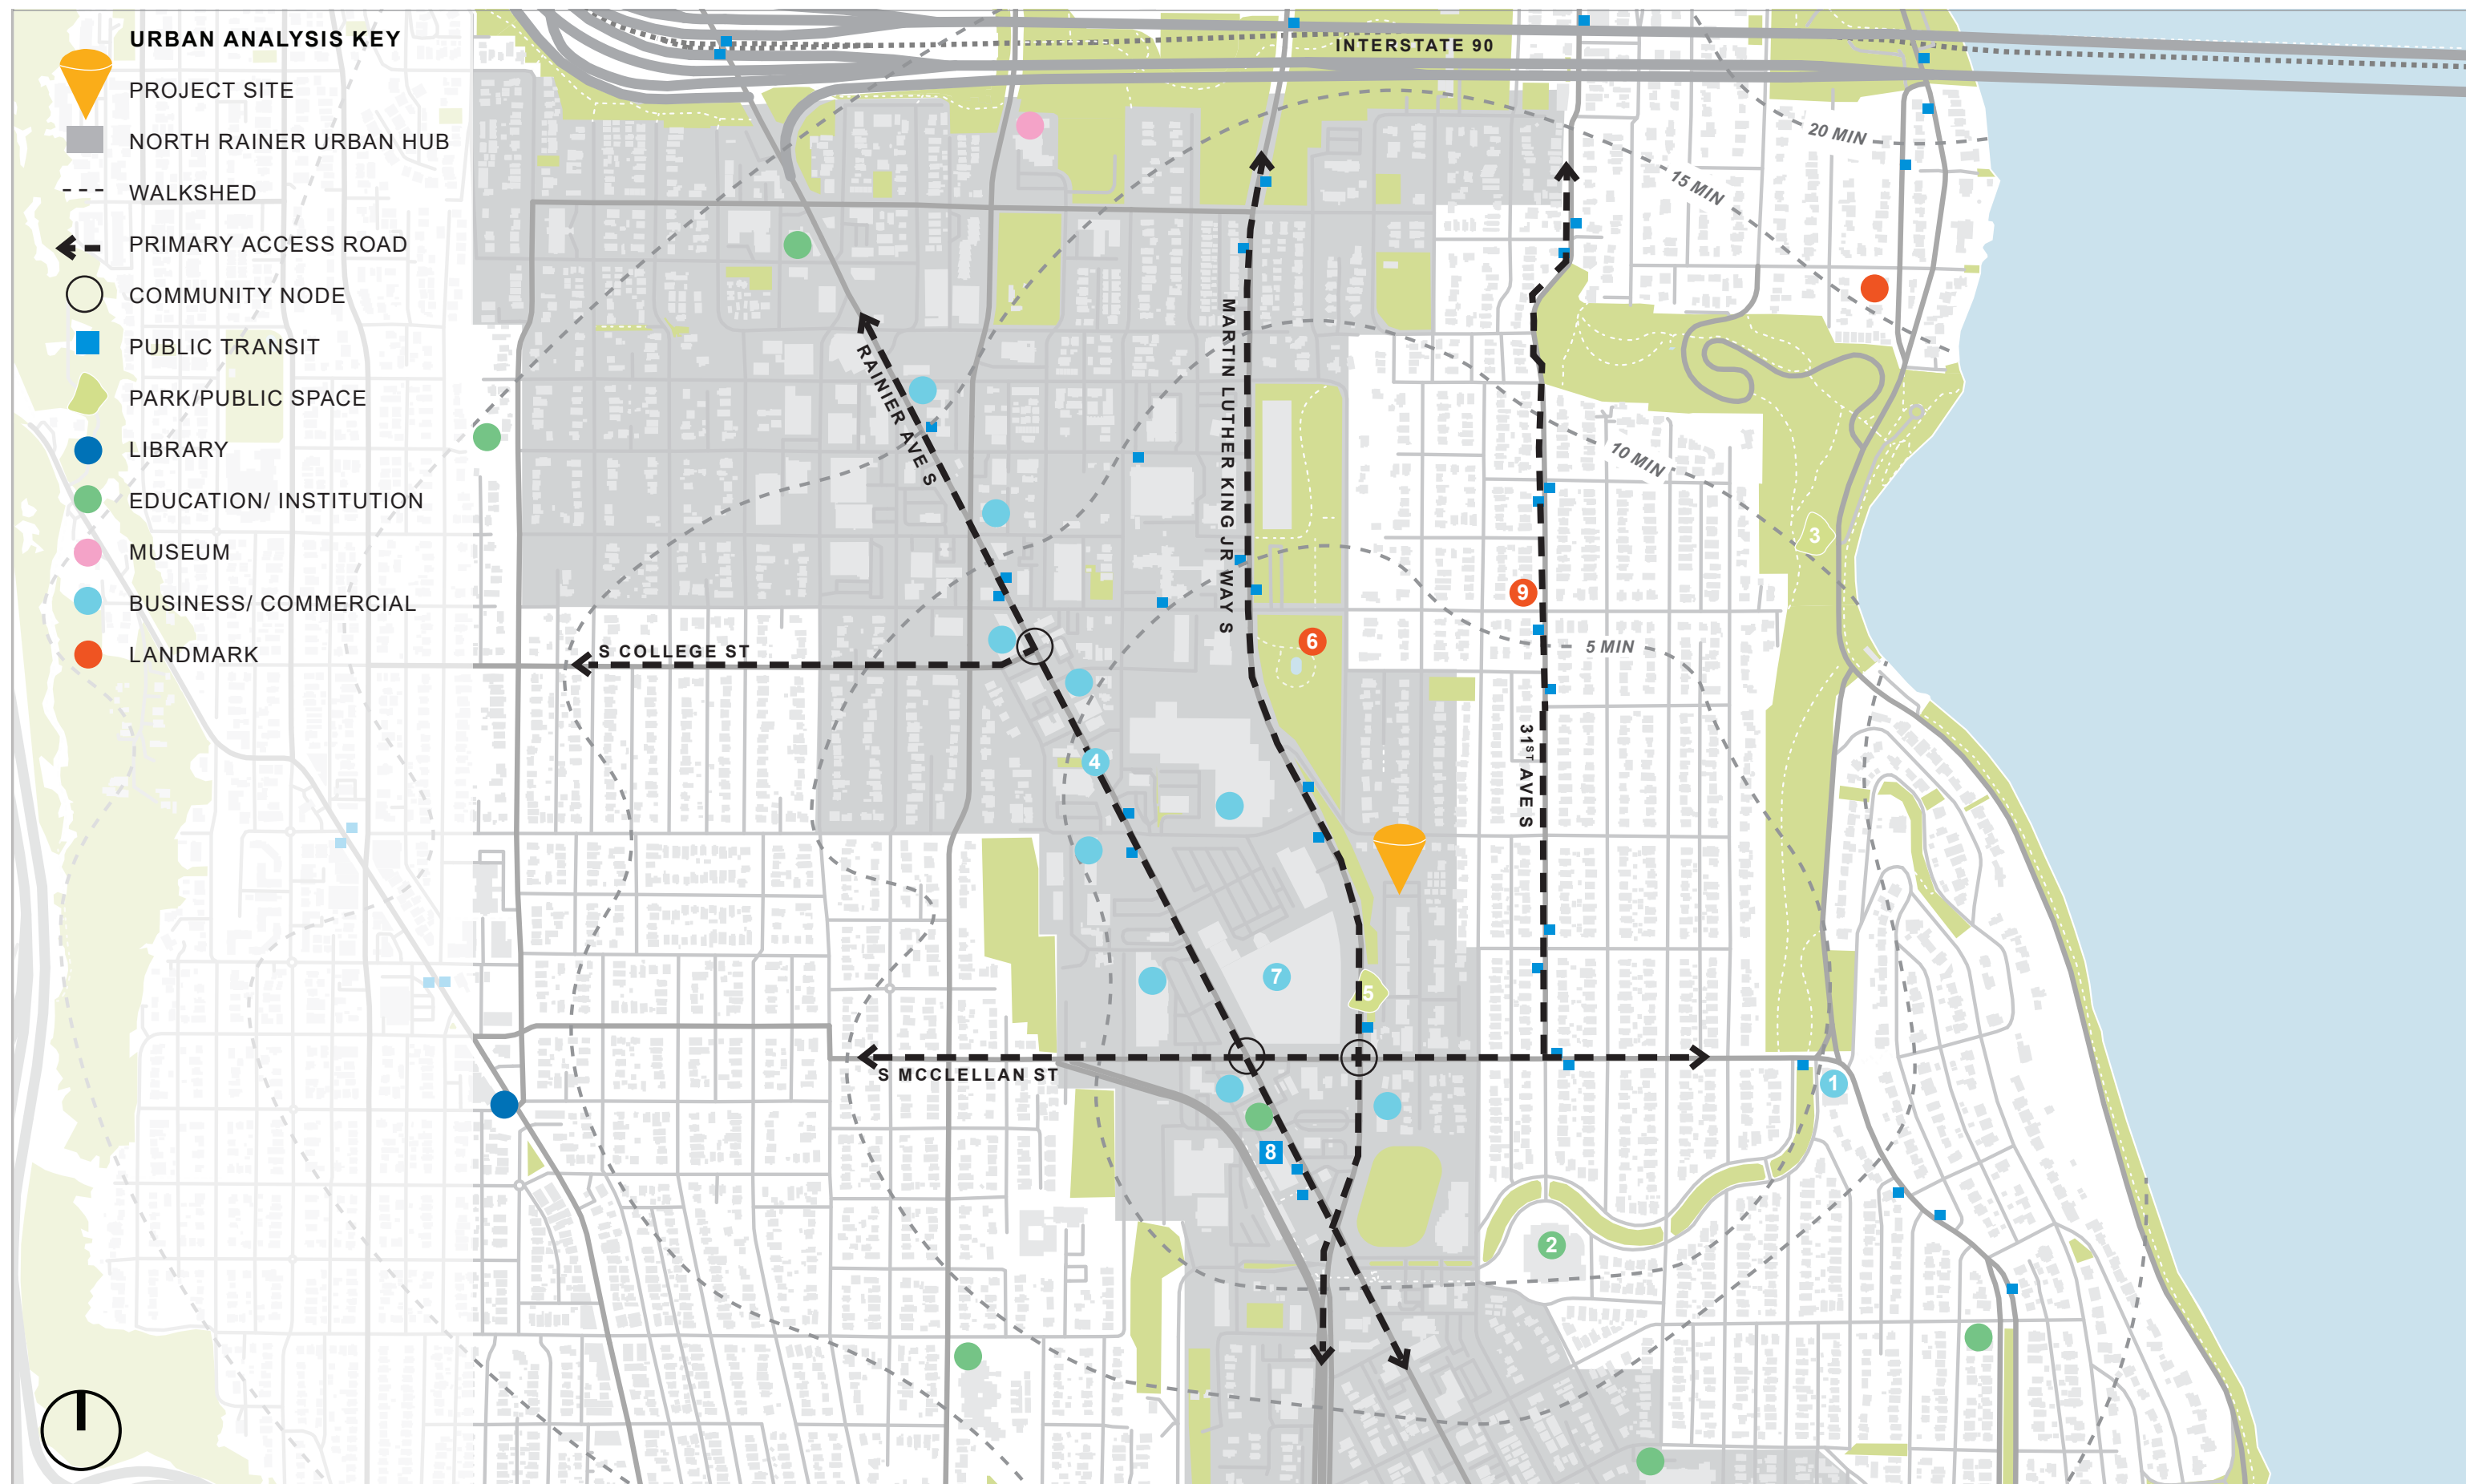 URBAN ANALYSIS KEY
PROJECT SITE
NORTH RAINER URBAN HUB
WALKSHED
PRIMARY ACCESS ROAD
COMMUNITY NODE
PUBLIC TRANSIT
PARK/PUBLIC SPACE
LIBRARY
EDUCATION/ INSTITUTION
MUSEUM
BUSINESS/ COMMERCIAL
LANDMARK
INTERSTATE 90
20 MIN
15 MIN
10 MIN
5 MIN
RAINIER AVE S
MARTIN LUTHER KING JR WAY S
S COLLEGE ST
31ST AVE S
S MCCLELLAN ST
3
9
6
4
7
5
1
8
2